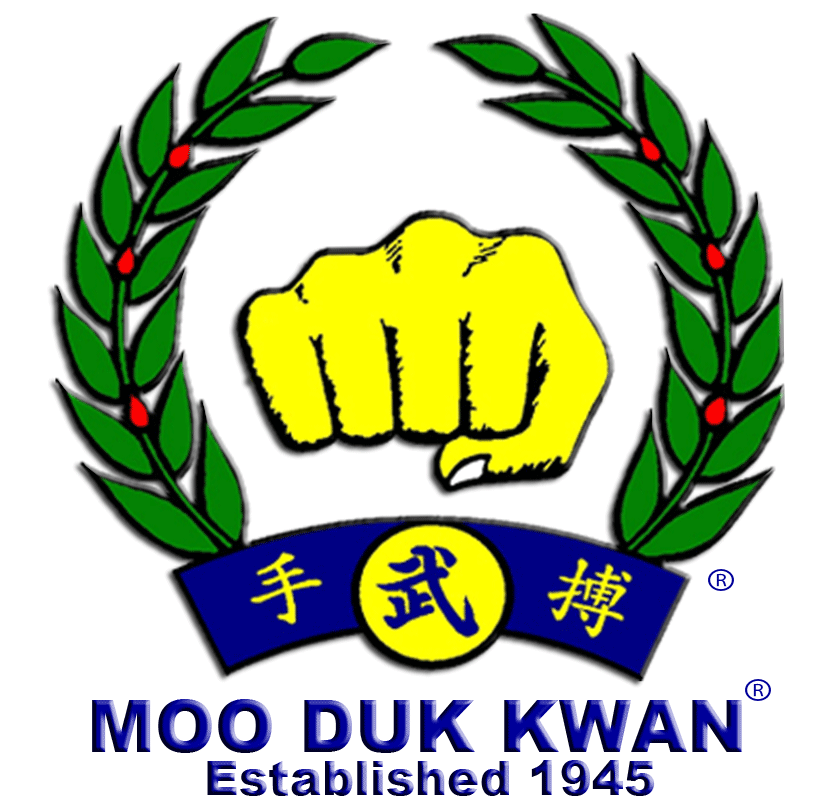 手 武 搏
®
MOO DUK KWAN®
Established 1945